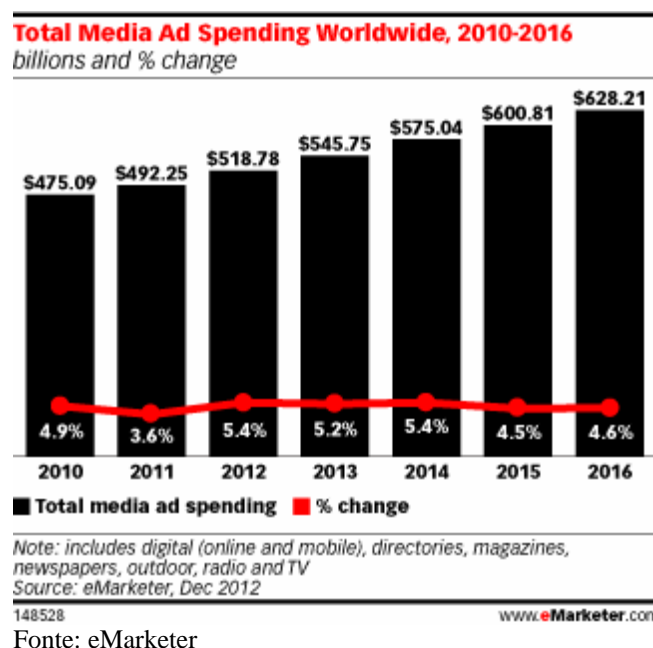 Total Media Ad Spending Worldwide, 2010-2016
billions and % change
$475.09 $492.25 $518.78 $545.75 $575.04 $600.81 $628.21
4.9% 3.6% 5.4% 5.2% 5.4% 4.5% 4.6%
2010 2011 2012 2013 2014 2015 2016
Total media ad spending % change
Note: includes digital (online and mobile), directories, magazines,
newspapers, outdoor, radio and TV
Source: eMarketer, Dec 2012
148528 www.eMarketer.com
Fonte: eMarketer